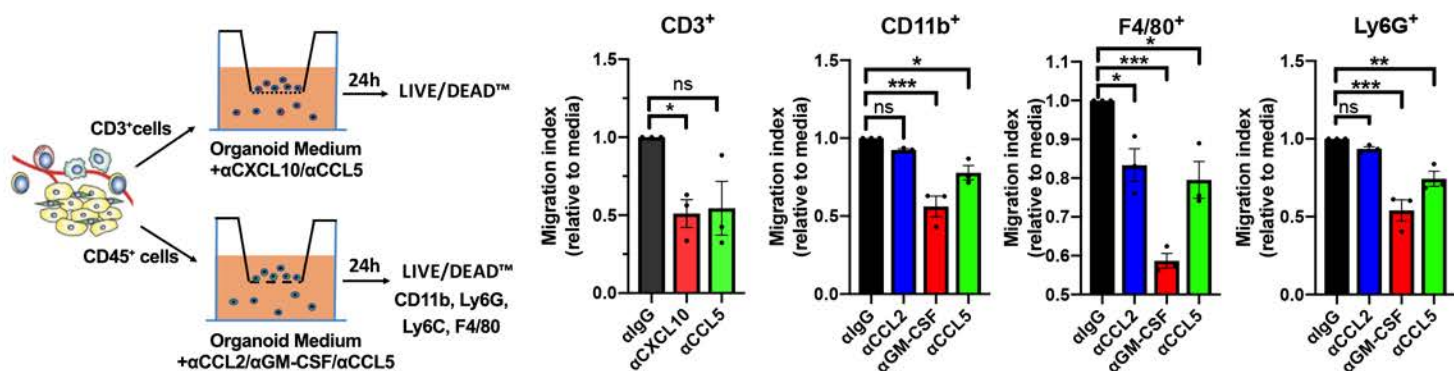 CD3+cells
24h
LIVE/DEAD™
Organoid Medium
+αCXCL10/αCCL5
CD45+ cells
24h
LIVE/DEAD™
CD11b, Ly6G,
Ly6C, F4/80
Organoid Medium
+αCCL2/αGM-CSF/αCCL5
CD3+
Migration index
(relative to media)
1.5
1.0
0.5
0.0
ns
*
αIgG
αCXCL10
αCCL5
CD11b+
Migration index
(relative to media)
1.5
1.0
0.5
0.0
*
***
ns
αIgG
αCCL2
αGM-CSF
αCCL5
F4/80+
Migration index
(relative to media)
1.0
0.9
0.8
0.7
0.6
0.5
*
***
*
αIgG
αCCL2
αGM-CSF
αCCL5
Ly6G+
Migration index
(relative to media)
1.5
1.0
0.5
0.0
**
***
ns
αIgG
αCCL2
αGM-CSF
αCCL5